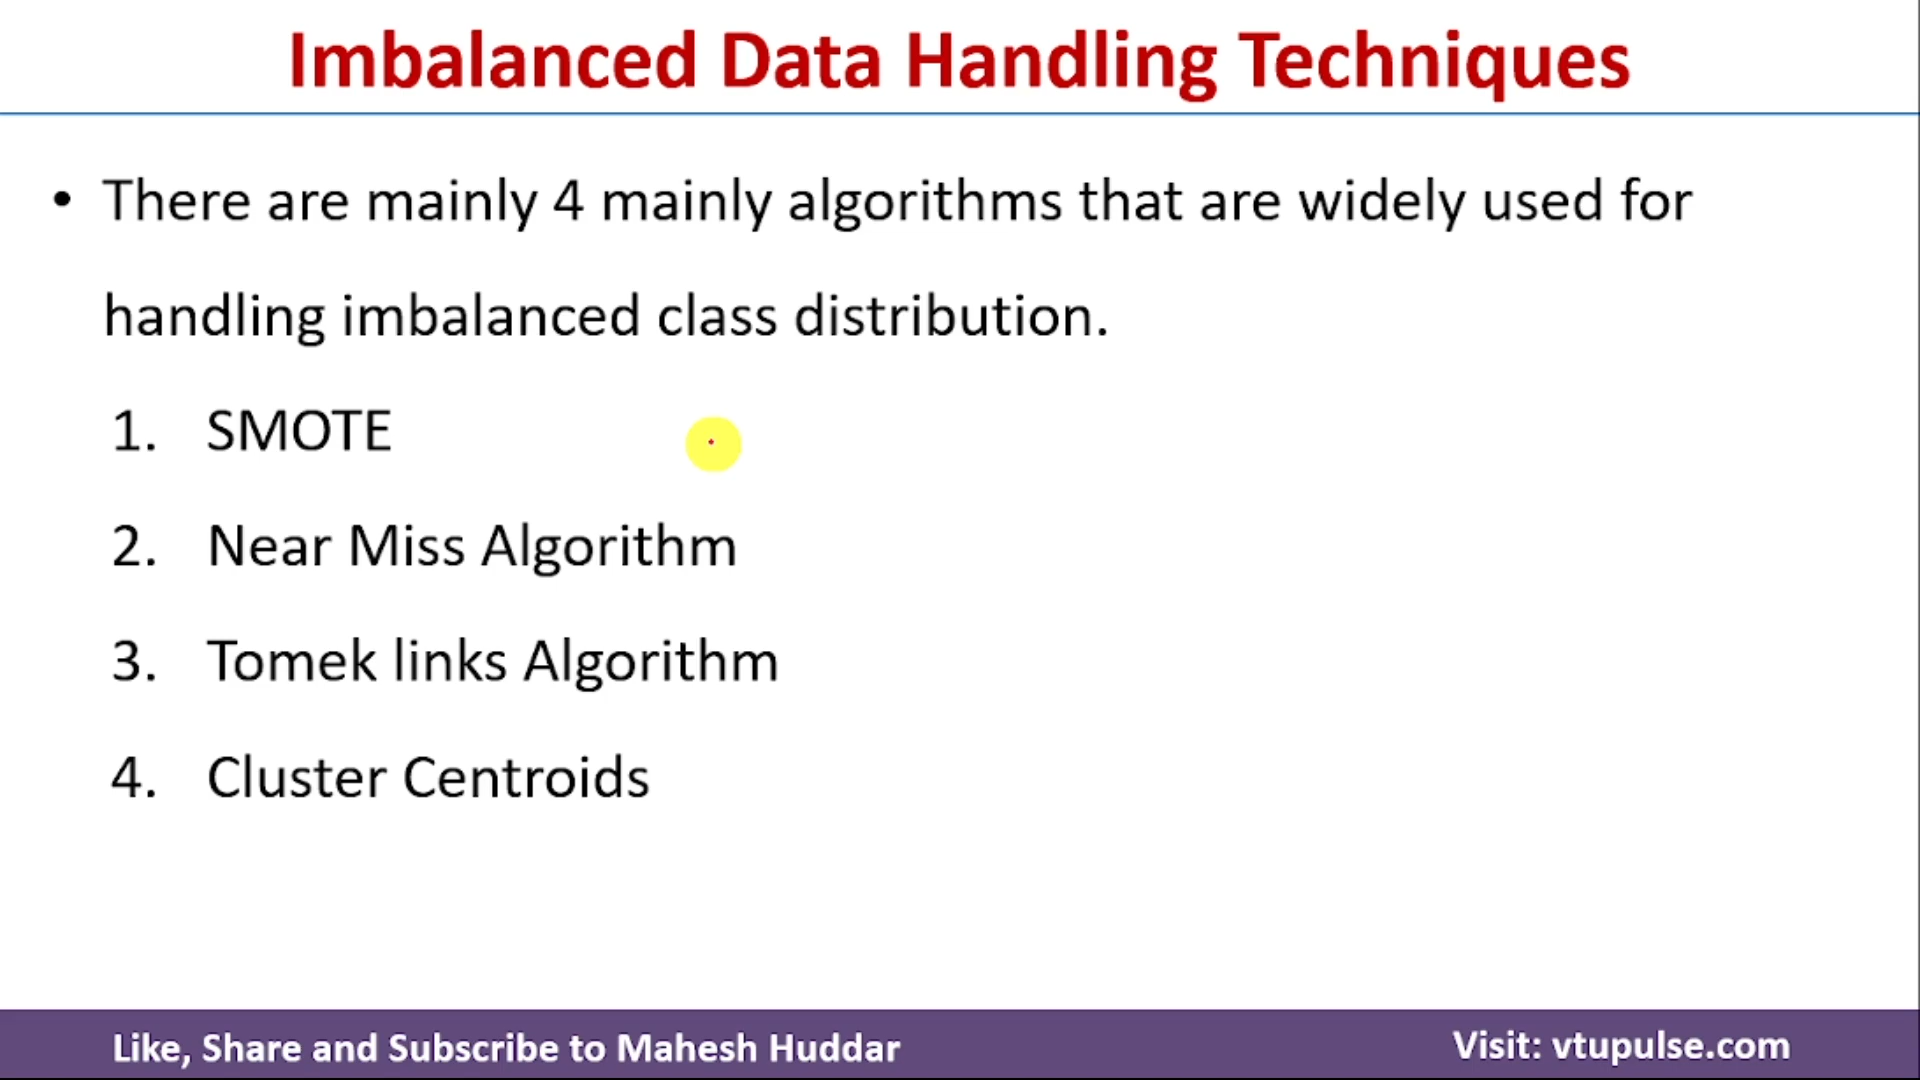 Imbalanced Data Handling Techniques
• There are mainly 4 mainly algorithms that are widely used for
handling imbalanced class distribution.
1. SMOTE
2. Near Miss Algorithm
3. Tomek links Algorithm
4. Cluster Centroids
Like, Share and Subscribe to Mahesh Huddar
Visit: vtupulse.com